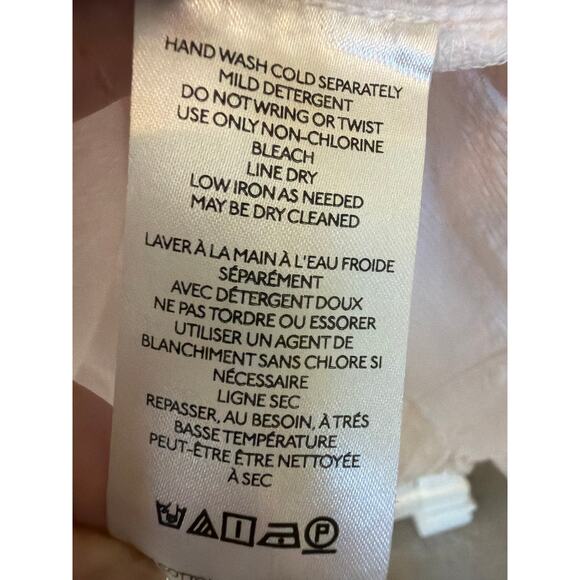 HAND WASH COLD SEPARATELY
MILD DETERGENT
DO NOT WRING OR TWIST
USE ONLY NON-CHLORINE
BLEACH
LINE DRY
LOW IRON AS NEEDED
MAY BE DRY CLEANED
LAVER À LA MAIN À L'EAU FROIDE
SÉPARÉMENT
AVEC DÉTERGENT DOUX
NE PAS TORDRE OU ESSORER
UTILISER UN AGENT DE
BLANCHIMENT SANS CHLORE SI
NÉCESSAIRE
LIGNE SEC
REPASSER, AU BESOIN, À TRÉS
BASSE TEMPÉRATURE
PEUT-ÊTRE ÊTRE NETTOYÉE
À SEC
P